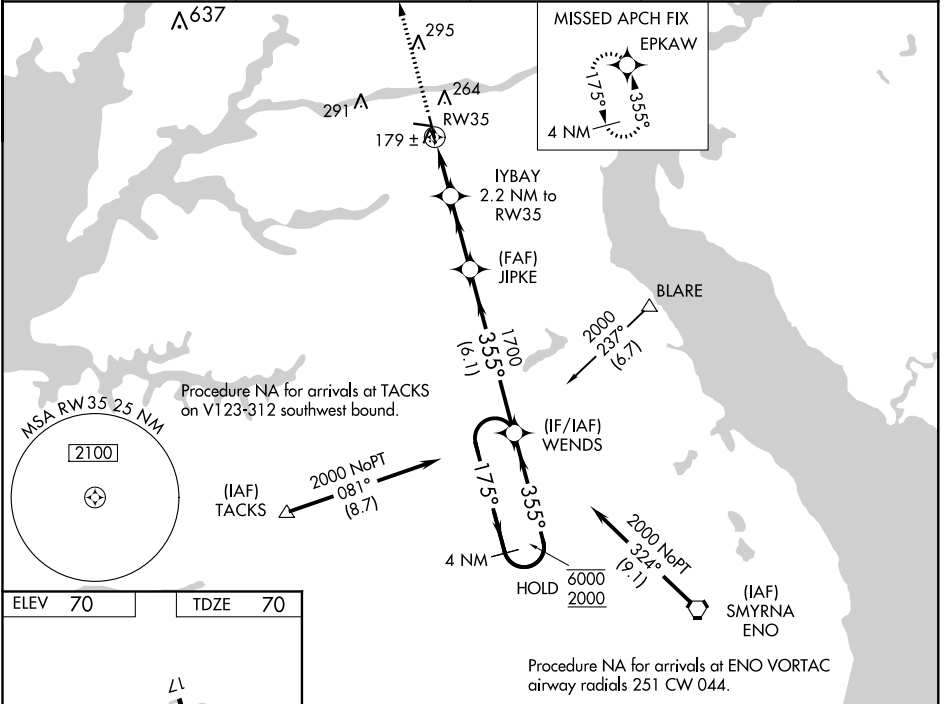 637
295
MISSED APCH FIX
EPKAW
175°
355°
4 NM
291
264
RW35
179 ±
IYBAY
2.2 NM to
RW35
(FAF)
JIPKE
BLARE
2000
237°
(6.7)
1700
355°
(6.1)
Procedure NA for arrivals at TACKS
on V123-312 southwest bound.
MSA RW35 25 NM
2100
(IF/IAF)
WENDS
(IAF)
TACKS
2000 NoPT
081°
(8.7)
175°
355°
4 NM
HOLD
6000
2000
2000 NoPT
324°
(9.1)
(IAF)
SMYRNA
ENO
ELEV 70
TDZE 70
17
Procedure NA for arrivals at ENO VORTAC
airway radials 251 CW 044.